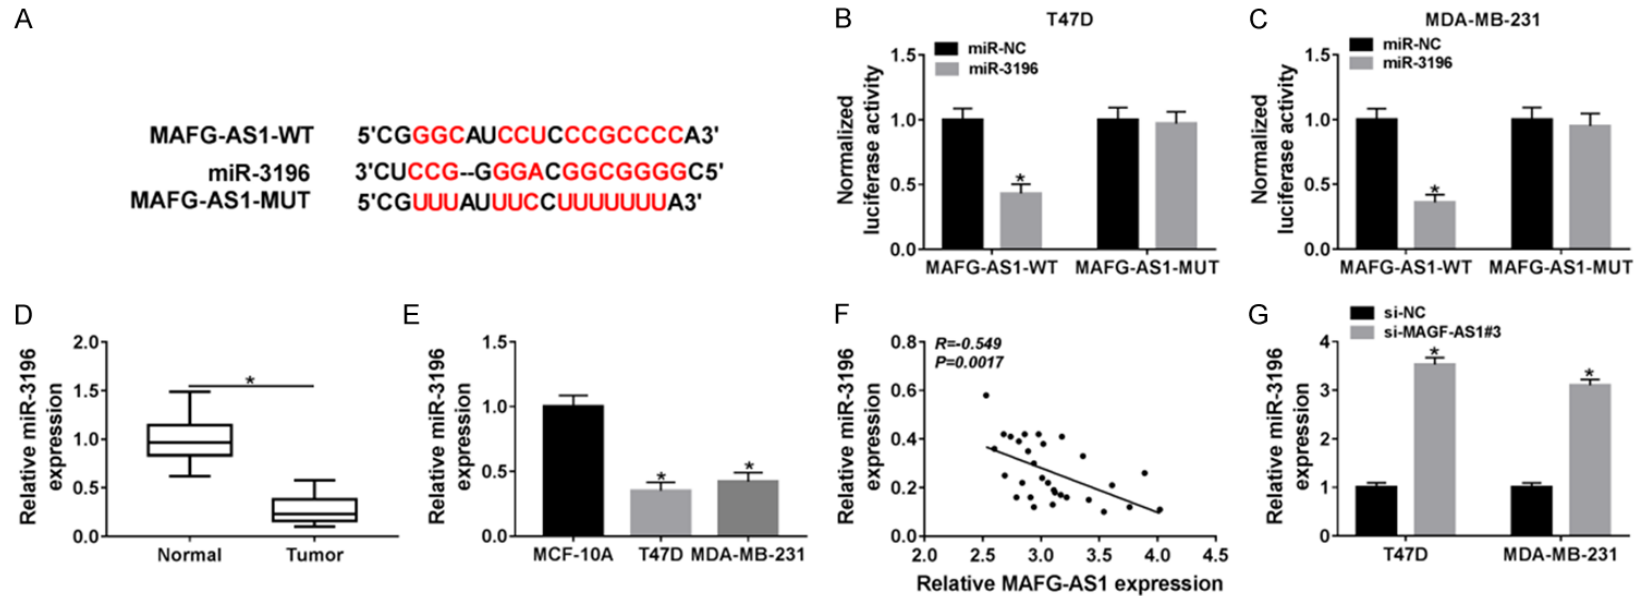 A
MAFG-AS1-WT 5'CGGGCAUCCUCCCGCCCCA3'
miR-3196 3'CUCCG--GGGACGGCGGGGC5'
MAFG-AS1-MUT 5'CGUUUAUUUCCUUUUUUUA3'
B
T47D
miR-NC
miR-3196
Normalized
luciferase activity
1.5
1.0
0.5
0.0
*
MAFG-AS1-WT MAFG-AS1-MUT
C
MDA-MB-231
miR-NC
miR-3196
Normalized
luciferase activity
1.5
1.0
0.5
0.0
*
MAFG-AS1-WT MAFG-AS1-MUT
D
Relative miR-3196
expression
2.0
1.5
1.0
0.5
0.0
*
Normal Tumor
E
Relative miR-3196
expression
1.5
1.0
0.5
0.0
* *
MCF-10A T47D MDA-MB-231
F
Relative miR-3196
expression
0.8
0.6
0.4
0.2
0.0
R=-0.549
P=0.0017
2.0 2.5 3.0 3.5 4.0 4.5
Relative MAFG-AS1 expression
G
si-NC
si-MAGF-AS1#3
Relative miR-3196
expression
4
3
2
1
0
* *
T47D MDA-MB-231